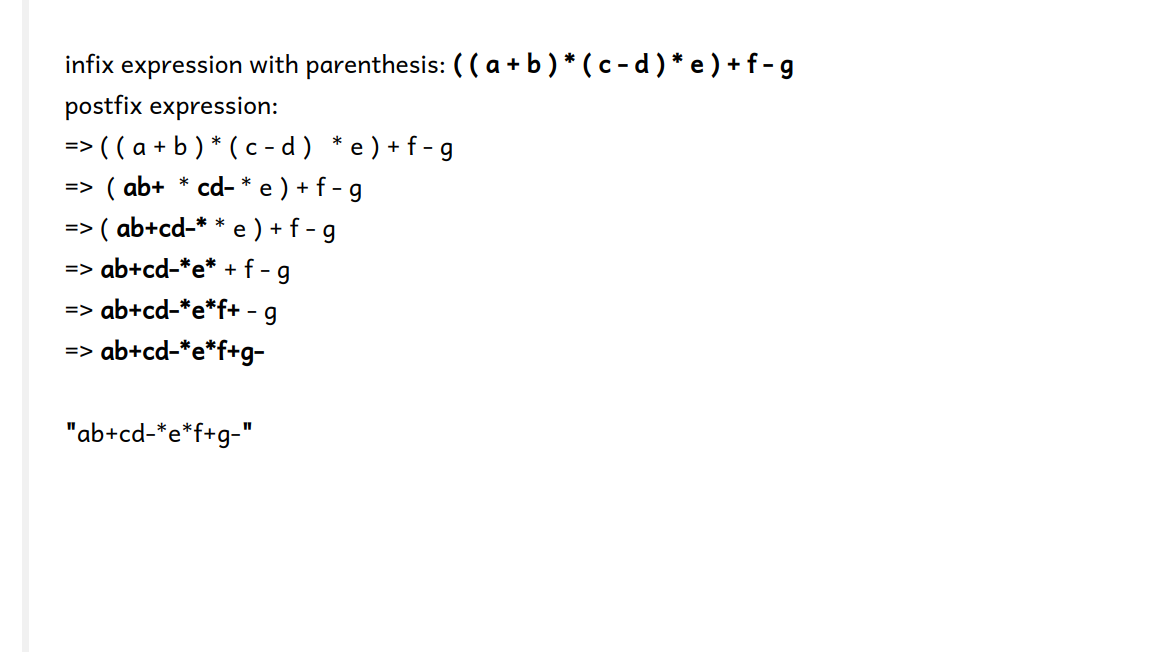 infix expression with parenthesis: ( ( a + b ) * ( c - d ) * e ) + f - g
postfix expression:
=> ( ( a + b ) * ( c - d )  * e ) + f - g
=>  ( ab+  * cd- * e ) + f - g
=> ( ab+cd-* * e ) + f - g
=> ab+cd-*e* + f - g
=> ab+cd-*e*f+ - g
=> ab+cd-*e*f+g-
"ab+cd-*e*f+g-"